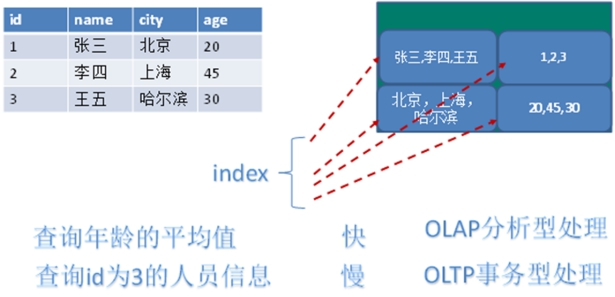 id name city age
1 张三 北京 20
2 李四 上海 45
3 王五 哈尔滨 30
张三,李四,王五 1,2,3
北京，上海，
哈尔滨
20,45,30
index
查询年龄的平均值 快 OLAP分析型处理
查询id为3的人员信息 慢 OLTP事务型处理